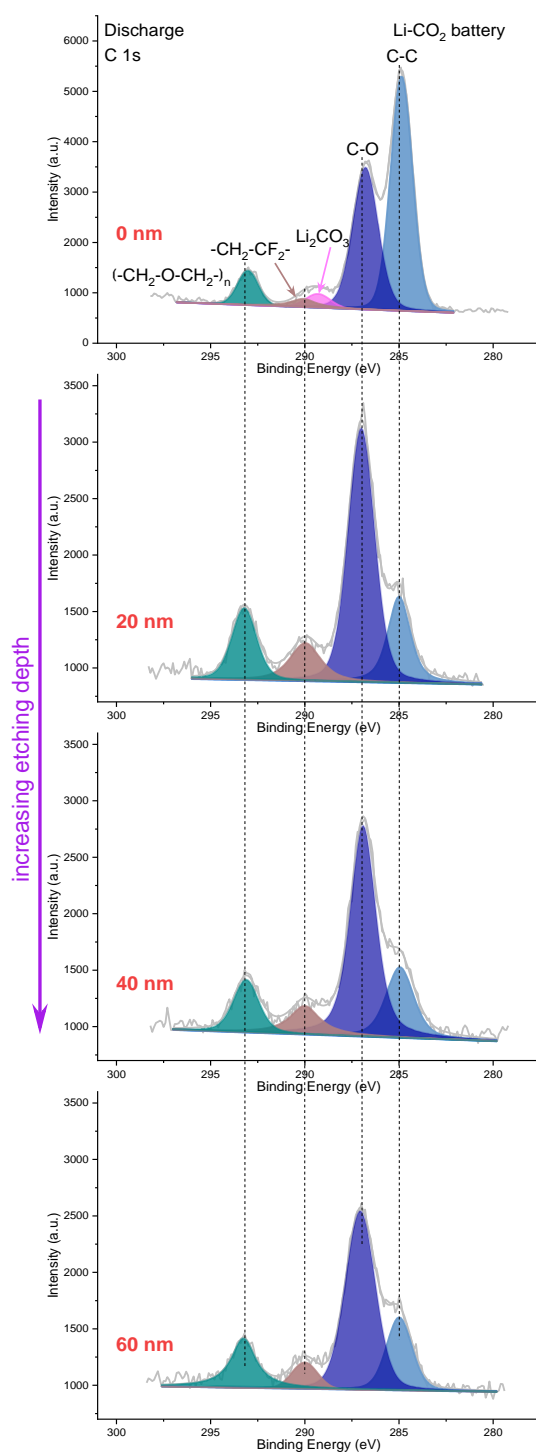 Discharge
Li-CO₂ battery
C 1s
C-C
C-O
0 nm
-CH₂-CF₂-
Li₂CO₃
(-CH₂-O-CH₂-)ₙ
Intensity (a.u.)
6000
5000
4000
3000
2000
1000
0
300
295
290
285
280
Binding Energy (eV)
increasing etching depth
20 nm
Intensity (a.u.)
3500
3000
2500
2000
1500
1000
300
295
290
285
280
Binding Energy (eV)
40 nm
Intensity (a.u.)
3500
3000
2500
2000
1500
1000
300
295
290
285
280
Binding Energy (eV)
60 nm
Intensity (a.u.)
3500
3000
2500
2000
1500
1000
300
295
290
285
280
Binding Energy (eV)